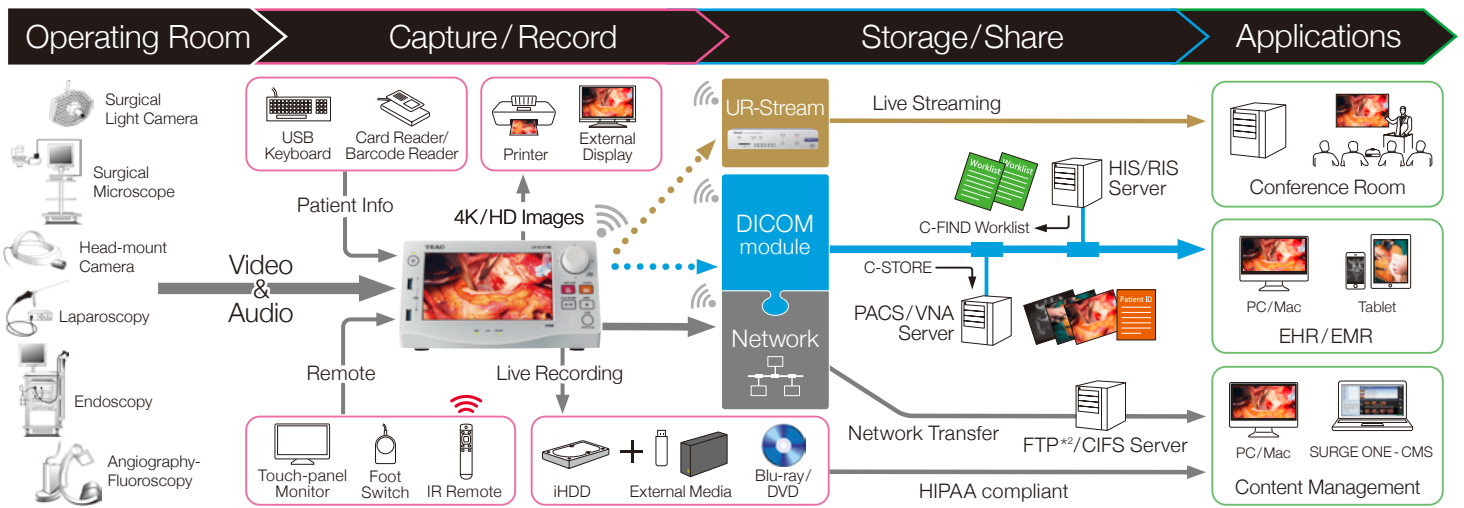 Operating Room
Capture/Record
Storage/Share
Applications
Surgical
Light Camera
Surgical
Microscope
Head-mount
Camera
Laparoscopy
Endoscopy
Angiography-
Fluoroscopy
Video
&
Audio
USB
Keyboard
Card Reader/
Barcode Reader
Patient Info
Printer
External
Display
4K/HD Images
TEAC
Remote
Live Recording
Touch-panel
Monitor
Foot
Switch
IR Remote
iHDD
+
External Media
Blu-ray/
DVD
UR-Stream
DICOM
module
Network
Live Streaming
Worklist
Worklist
HIS/RIS
Server
C-FIND Worklist
C-STORE
PACS/VNA
Server
Patient ID
Network Transfer
FTP*2/CIFS Server
HIPAA compliant
Conference Room
PC/Mac
Tablet
EHR/EMR
PC/Mac
SURGE ONE-CMS
Content Management